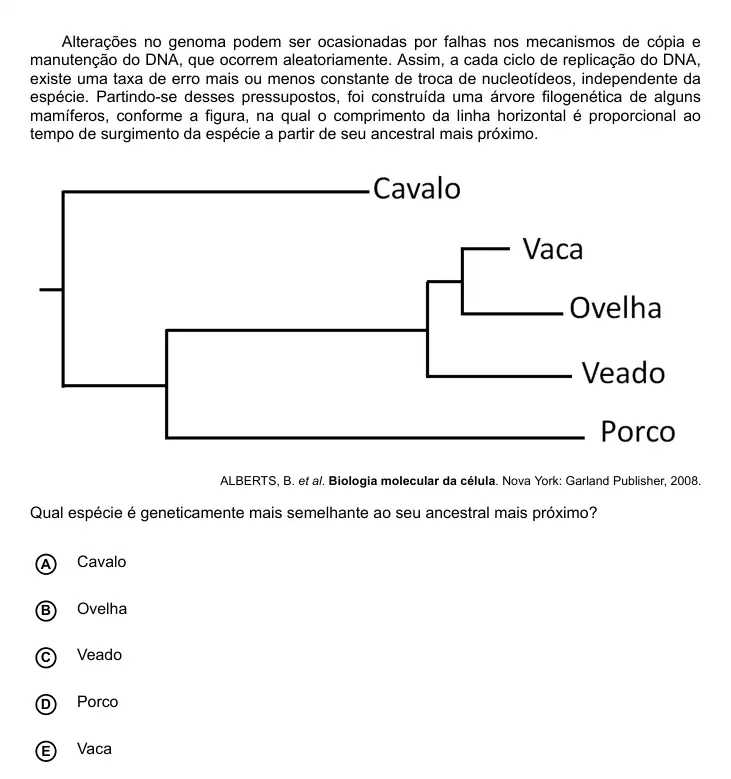 Alterações no genoma podem ser ocasionadas por falhas nos mecanismos de cópia e
manutenção do DNA, que ocorrem aleatoriamente. Assim, a cada ciclo de replicação do DNA,
existe uma taxa de erro mais ou menos constante de troca de nucleotídeos, independente da
espécie. Partindo-se desses pressupostos, foi construída uma árvore filogenética de alguns
mamíferos, conforme a figura, na qual o comprimento da linha horizontal é proporcional ao
tempo de surgimento da espécie a partir de seu ancestral mais próximo.
Cavalo
Vaca
Ovelha
Veado
Porco
ALBERTS, B. et al. Biologia molecular da célula. Nova York: Garland Publisher, 2008.
Qual espécie é geneticamente mais semelhante ao seu ancestral mais próximo?
A Cavalo
B Ovelha
C Veado
D Porco
E Vaca